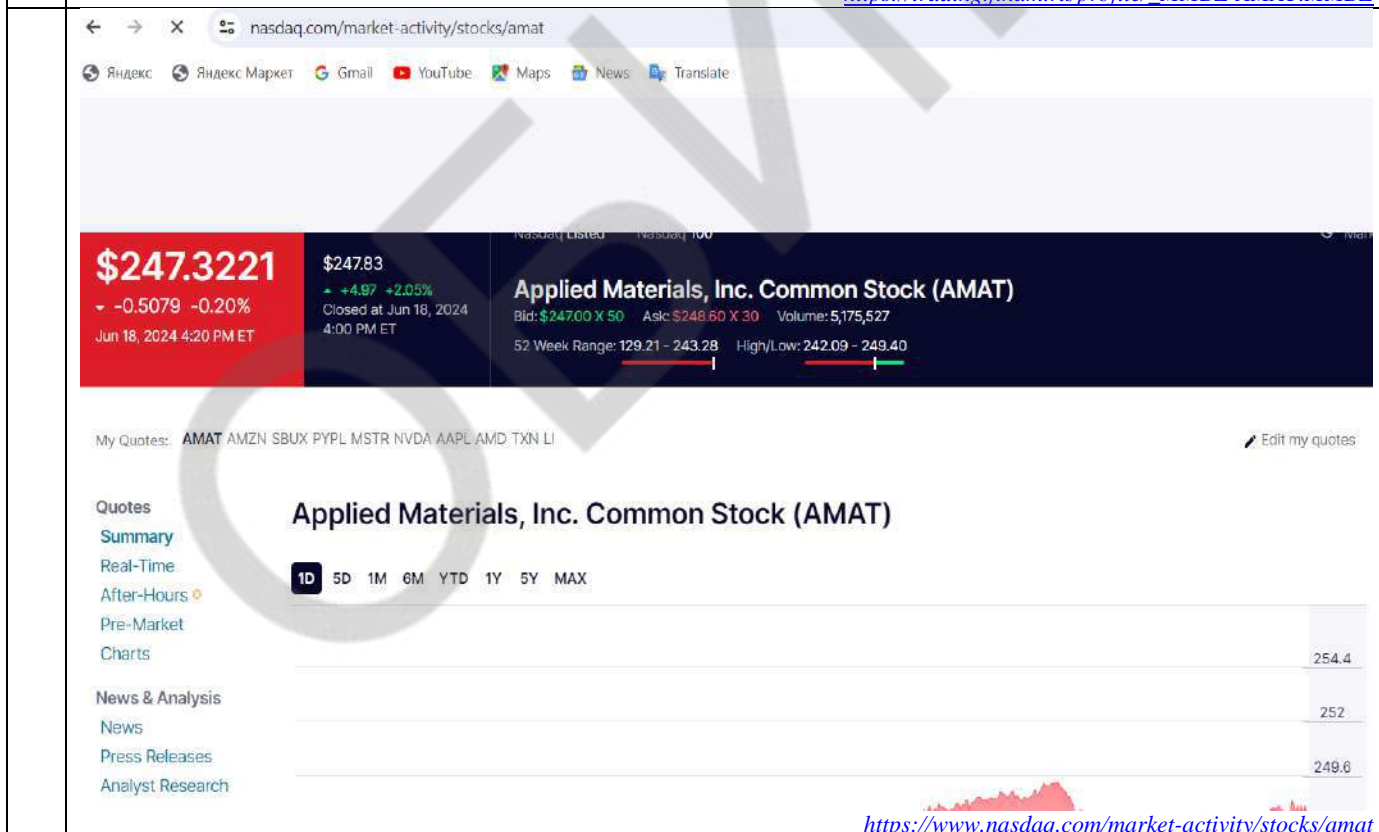 nasdaq.com/market-activity/stocks/amat
Яндекс Яндекс Маркет Gmail YouTube Maps News Translate
Nasdaq Listed Nasdaq 100
$247.3221
-0.5079 -0.20%
Jun 18, 2024 4:20 PM ET
$247.83
+4.97 +2.05%
Closed at Jun 18, 2024
4:00 PM ET
Applied Materials, Inc. Common Stock (AMAT)
Bid: $247.00 X 50 Ask: $248.60 X 30 Volume: 5,175,527
52 Week Range: 129.21 - 243.28 High/Low: 242.09 - 249.40
My Quotes: AMAT AMZN SBUX PYPL MSTR NVDA AAPL AMD TXN LI
Edit my quotes
Quotes
Summary
Real-Time
After-Hours
Pre-Market
Charts
News & Analysis
News
Press Releases
Analyst Research
Applied Materials, Inc. Common Stock (AMAT)
1D 5D 1M 6M YTD 1Y 5Y MAX
254.4
252
249.6
https://www.nasdaq.com/market-activity/stocks/amat